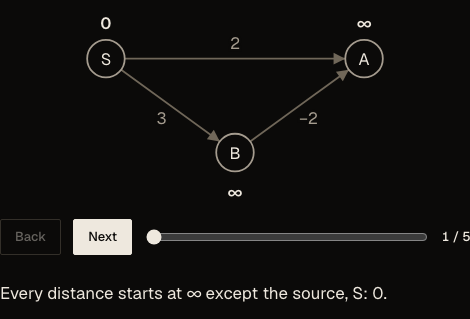 0 ∞
2
S A
3 −2
B
∞
Back Next 1 / 5
Every distance starts at ∞ except the source, S: 0.